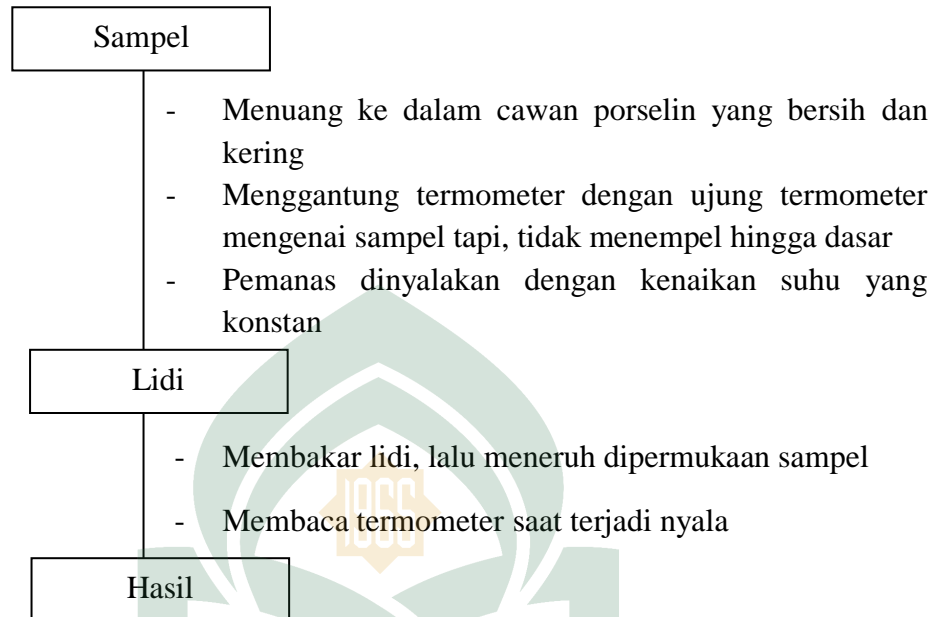 Sampel
- Menuang ke dalam cawan porselin yang bersih dan
kering
- Menggantung termometer dengan ujung termometer
mengenai sampel tapi, tidak menempel hingga dasar
- Pemanas dinyalakan dengan kenaikan suhu yang
konstan
Lidi
- Membakar lidi, lalu meneruh dipermukaan sampel
1965
- Membaca termometer saat terjadi nyala
Hasil